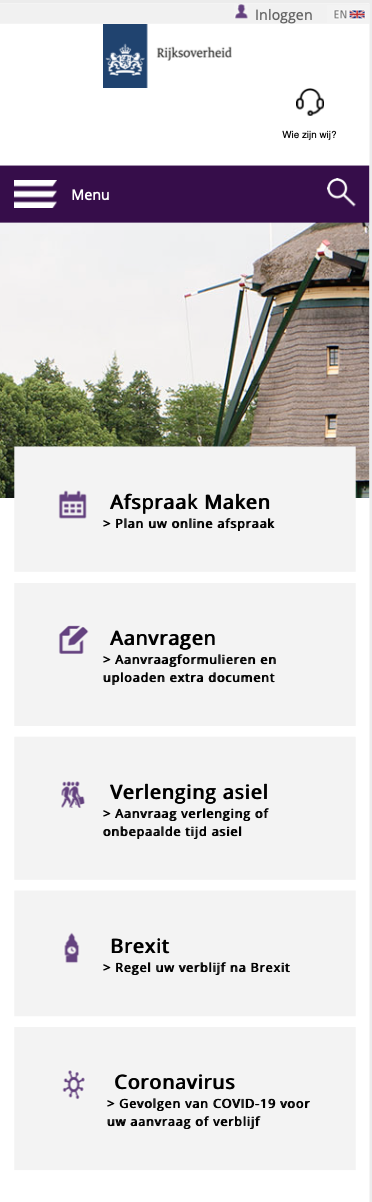 Inloggen
EN
Rijksoverheid
Wie zijn wij?
Menu
Afspraak Maken
> Plan uw online afspraak
Aanvragen
> Aanvraagformulieren en
uploaden extra document
Verlenging asiel
> Aanvraag verlenging of
onbepaalde tijd asiel
Brexit
> Regel uw verblijf na Brexit
Coronavirus
> Gevolgen van COVID-19 voor
uw aanvraag of verblijf